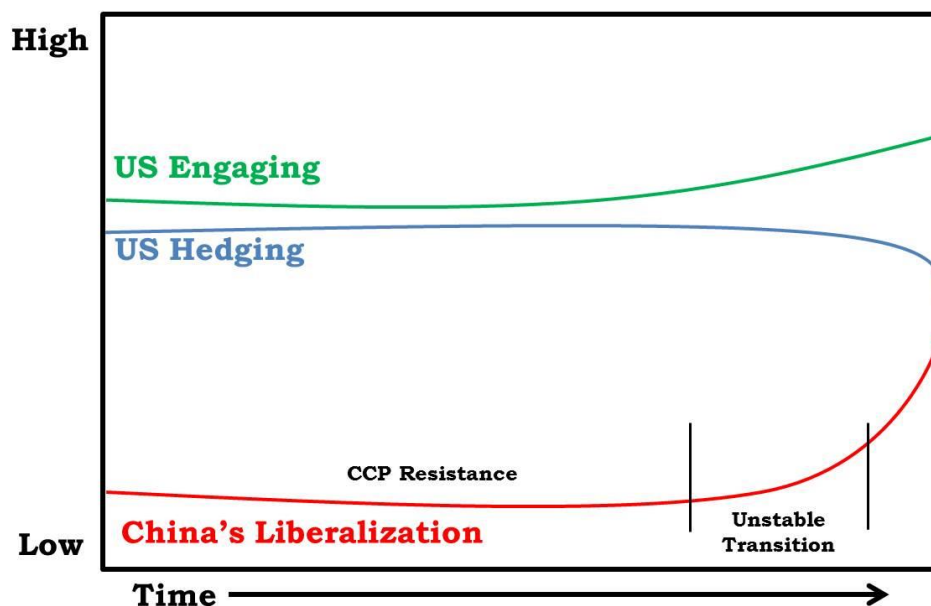 High
US Engaging
US Hedging
CCP Resistance
China's Liberalization
Unstable
Transition
Low
Time